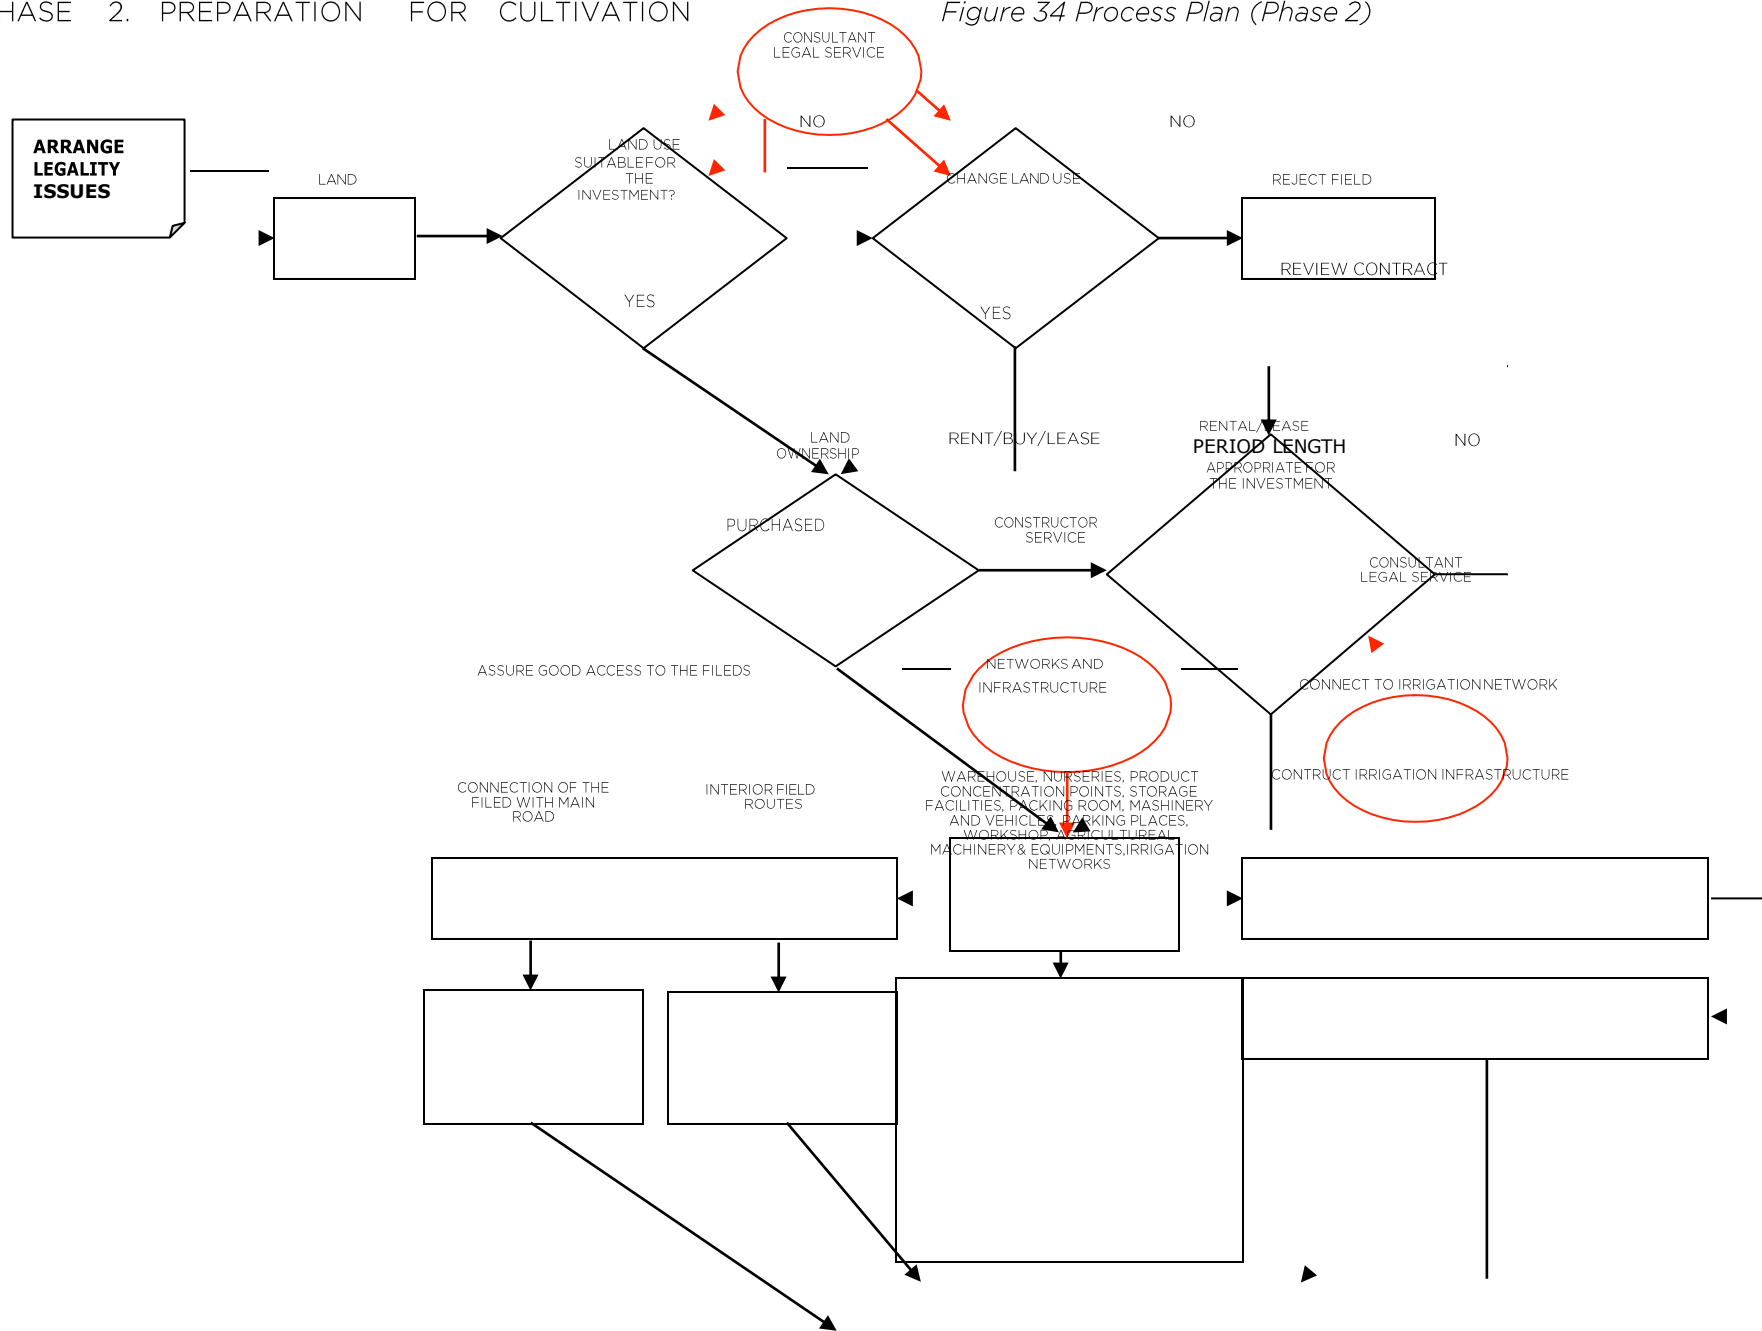 HASE 2. PREPARATION FOR CULTIVATION
Figure 34 Process Plan (Phase 2)
CONSULTANT
LEGAL SERVICE
NO
NO
ARRANGE
LEGALITY
ISSUES
LAND
LAND USE
SUITABLE FOR
THE
INVESTMENT?
CHANGE LAND USE
REJECT FIELD
REVIEW CONTRACT
YES
YES
LAND
OWNERSHIP
RENT/BUY/LEASE
RENTAL/LEASE
PERIOD LENGTH
APPROPRIATE FOR
THE INVESTMENT
NO
PURCHASED
CONSTRUCTOR
SERVICE
CONSULTANT
LEGAL SERVICE
ASSURE GOOD ACCESS TO THE FILEDS
NETWORKS AND
INFRASTRUCTURE
CONNECT TO IRRIGATION NETWORK
CONTRUCT IRRIGATION INFRASTRUCTURE
CONNECTION OF THE
FILED WITH MAIN
ROAD
INTERIOR FIELD
ROUTES
WAREHOUSE, NURSERIES, PRODUCT
CONCENTRATION POINTS, STORAGE
FACILITIES, PACKING ROOM, MASHINERY
AND VEHICLES, PARKING PLACES,
WORKSHOP, AGRICULTUREAL
MACHINERY & EQUIPMENTS,IRRIGATION
NETWORKS